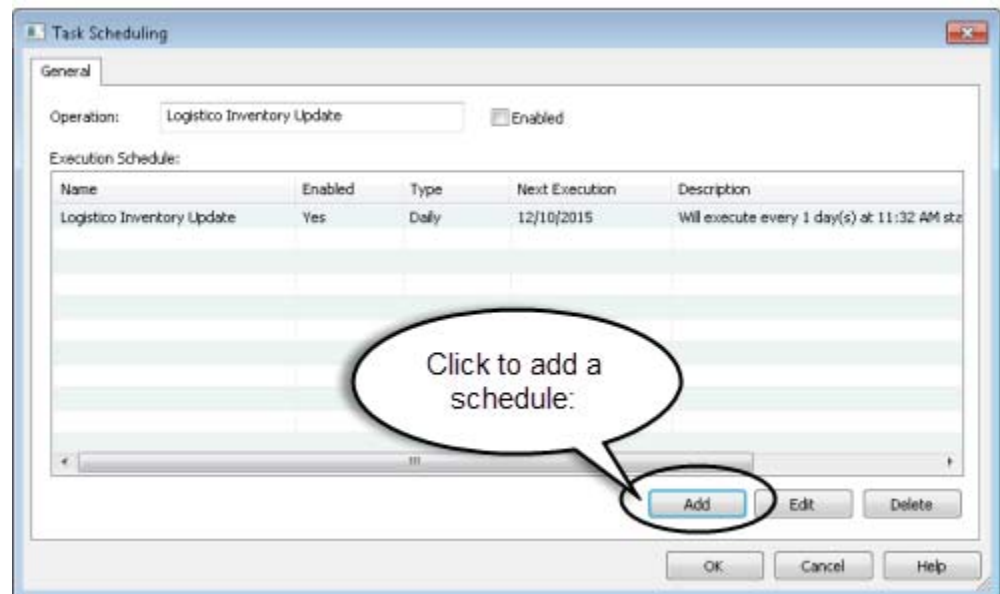 Task Scheduling
General
Operation: Logistico Inventory Update Enabled
Execution Schedule:
Name Enabled Type Next Execution Description
Logistico Inventory Update Yes Daily 12/10/2015 Will execute every 1 day(s) at 11:32 AM sta
Click to add a
schedule:
Add Edit Delete
OK Cancel Help